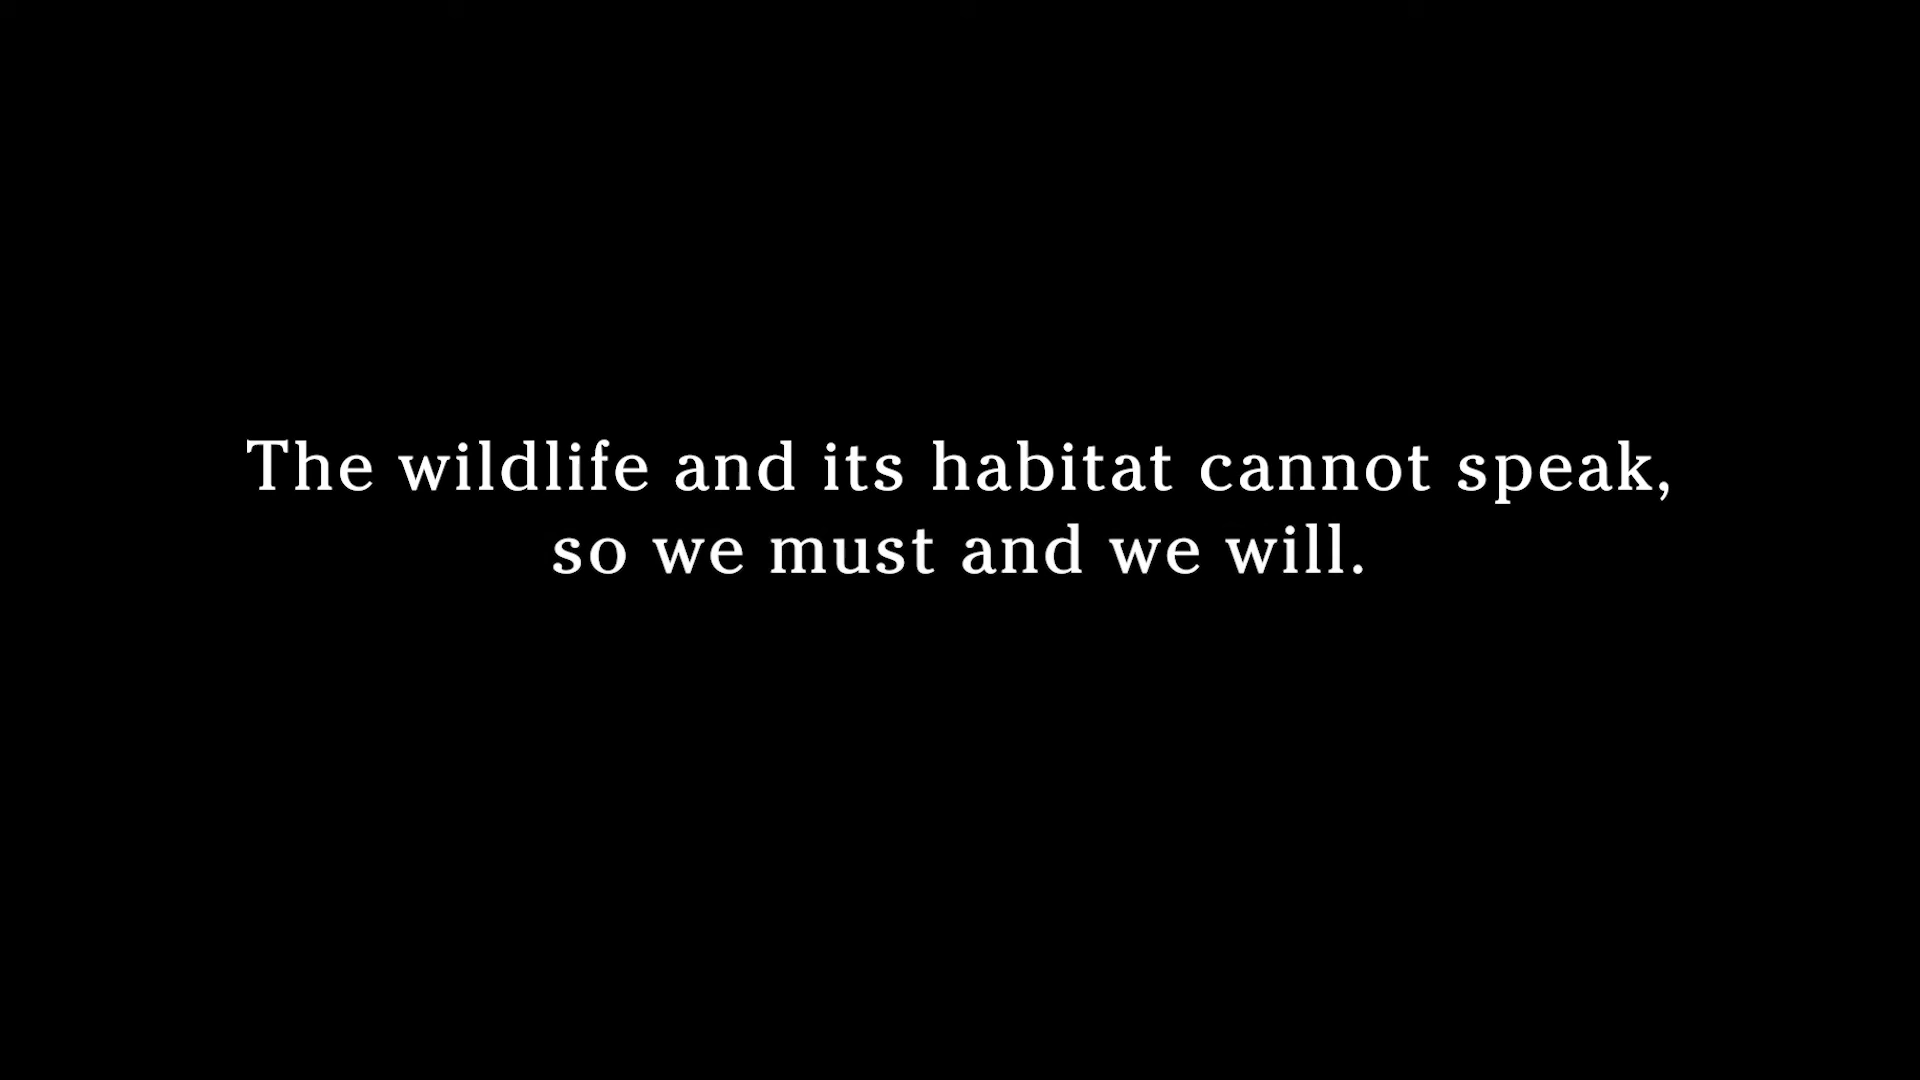 The wildlife and its habitat cannot speak,
so we must and we will.